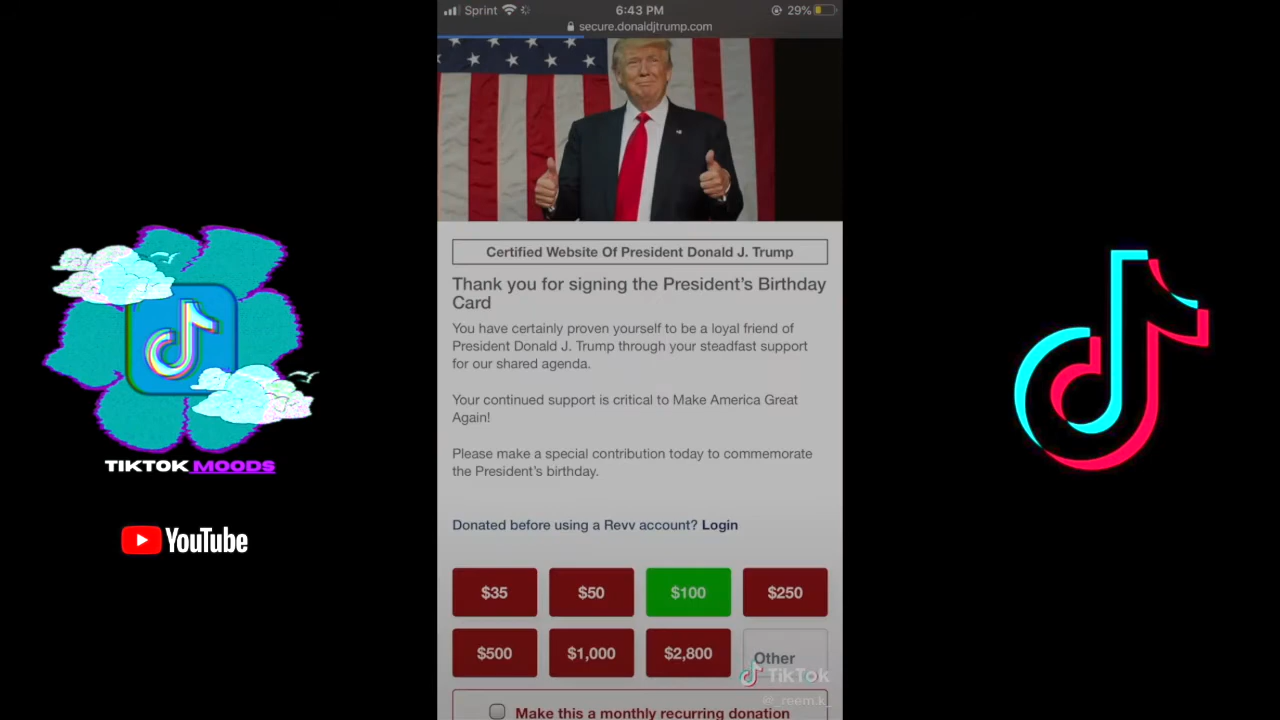 Sprint
6:43 PM
29%
secure.donaldjtrump.com
Certified Website Of President Donald J. Trump
Thank you for signing the President's Birthday
Card
You have certainly proven yourself to be a loyal friend of
President Donald J. Trump through your steadfast support
for our shared agenda.
Your continued support is critical to Make America Great
Again!
Please make a special contribution today to commemorate
the President's birthday.
Donated before using a Revv account? Login
$35 $50 $100 $250
$500 $1,000 $2,800 Other
Make this a monthly recurring donation
TikTok
TIKTOK MOODS
YouTube